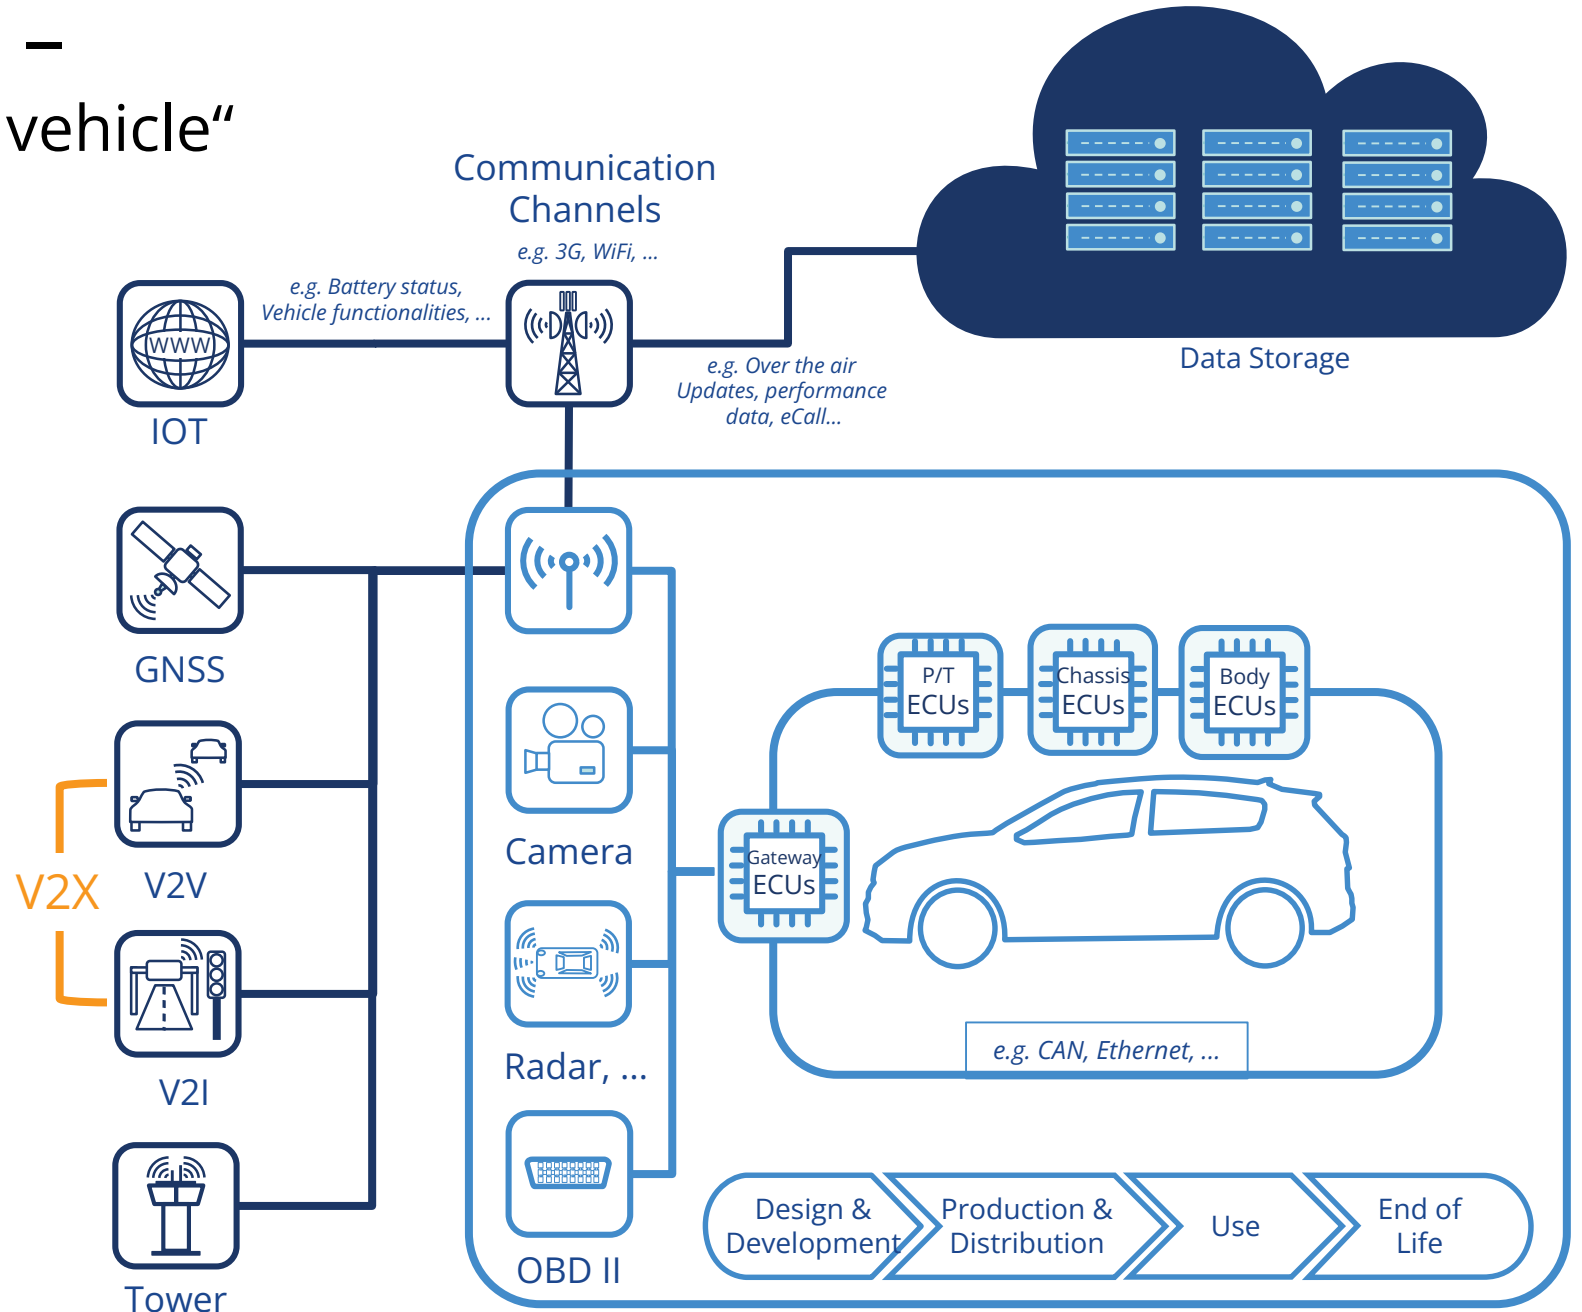 –
vehicle“
Communication
Channels
e.g. 3G, WiFi, ...
e.g. Battery status,
Vehicle functionalities, ...
WWW
IOT
e.g. Over the air
Updates, performance
data, eCall...
Data Storage
GNSS
V2X
V2V
V2I
Tower
Camera
Radar, ...
OBD II
P/T
ECUs
Chassis
ECUs
Body
ECUs
Gateway
ECUs
e.g. CAN, Ethernet, ...
Design &
Development
Production &
Distribution
Use
End of
Life